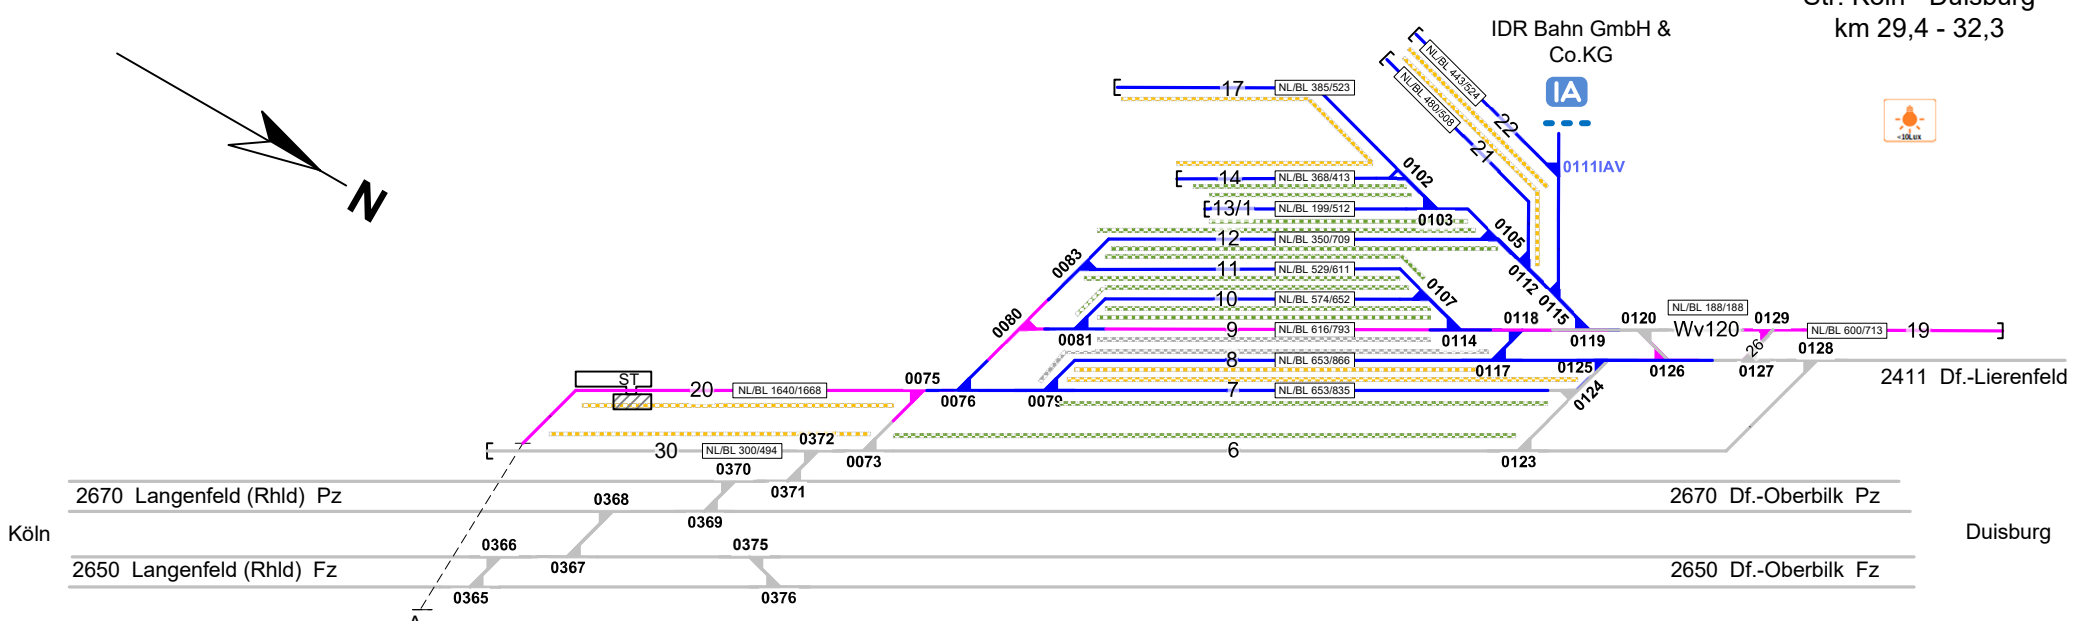 Str. Köln - Duisburg
km 29,4 - 32,3
IDR Bahn GmbH &
Co.KG
IA
<10Lux
N
NL/BL 443/524
22
NL/BL 480/508
21
0111IAV
17 NL/BL 385/523
0102
14 NL/BL 368/413
13/1 NL/BL 199/512
0103
0105
12 NL/BL 350/709
0083
11 NL/BL 529/611
0112
0107
10 NL/BL 574/652
0115
NL/BL 188/188
0080
0118
0120
0129
9 NL/BL 616/793
Wv120
NL/BL 600/713 19
0081
0114
0119
26
0128
8 NL/BL 653/866
0117
0125
0126
0127
2411 Df.-Lierenfeld
ST
0075
20 NL/BL 1640/1668
7 NL/BL 653/835
0076
0079
0124
0372
30 NL/BL 300/494
6
0073
0123
0370
0371
2670 Langenfeld (Rhld) Pz
2670 Df.-Oberbilk Pz
0368
0369
Köln
Duisburg
0366
0375
0367
2650 Langenfeld (Rhld) Fz
2650 Df.-Oberbilk Fz
0365
0376